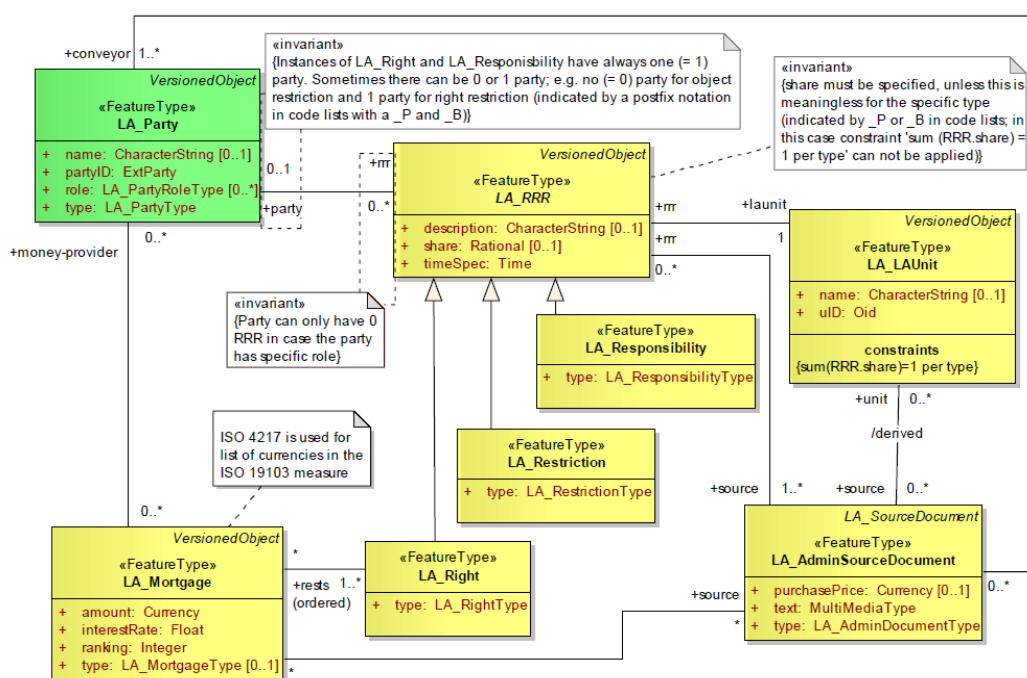 +conveyor
1..*
VersionedObject
«FeatureType»
LA_Party
+ name: CharacterString [0..1]
+ partyID: ExtParty
+ role: LA_PartyRoleType [0..*]
+ type: LA_PartyType
«invariant»
{Instances of LA_Right and LA_Responisbility have always one (= 1)
party. Sometimes there can be 0 or 1 party; e.g. no (= 0) party for object
restriction and 1 party for right restriction (indicated by a postfix notation
in code lists with a _P and _B)}
«invariant»
{share must be specified, unless this is
meaningless for the specific type
(indicated by _P or _B in code lists; in
this case constraint 'sum (RRR.share) =
1 per type' can not be applied)}
0..1
+party
+rrr
0..*
VersionedObject
«FeatureType»
LA_RRR
+ description: CharacterString [0..1]
+ share: Rational [0..1]
+ timeSpec: Time
+rrr
+launit
+rrr
1
0..*
VersionedObject
«FeatureType»
LA_LAUnit
+ name: CharacterString [0..1]
+ uID: Oid
constraints
{sum(RRR.share)=1 per type}
0..*
+money-provider
«invariant»
{Party can only have 0
RRR in case the party
has specific role}
«FeatureType»
LA_Responsibility
+ type: LA_ResponsibilityType
+unit
0..*
/derived
ISO 4217 is used for
list of currencies in the
ISO 19103 measure
«FeatureType»
LA_Restriction
+ type: LA_RestrictionType
+source
1..*
+source
0..*
0..*
VersionedObject
«FeatureType»
LA_Mortgage
+ amount: Currency
+ interestRate: Float
+ ranking: Integer
+ type: LA_MortgageType [0..1]
*
+rests
(ordered)
1..*
«FeatureType»
LA_Right
+ type: LA_RightType
LA_SourceDocument
«FeatureType»
LA_AdminSourceDocument
+ purchasePrice: Currency [0..1]
+ text: MultiMediaType
+ type: LA_AdminDocumentType
0..*
+source
*
*